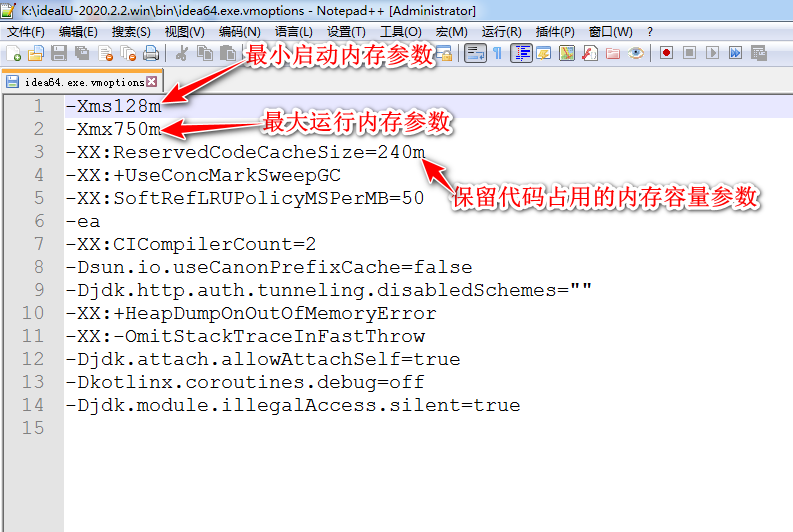 K:\ideaIU-2020.2.2.win\bin\idea64.exe.vmoptions - Notepad++ [Administrator]
文件(F) 编辑(E) 搜索(S) 视图(V) 编码(N) 语言(L) 设置(T) 工具(O) 宏(M) 运行(R) 插件(P) 窗口(W) ?
最小启动内存参数
idea64.exe.vmoptions
1 -Xms128m
最大运行内存参数
2 -Xmx750m
3 -XX:ReservedCodeCacheSize=240m
4 -XX:+UseConcMarkSweepGC
保留代码占用的内存容量参数
5 -XX:SoftRefLRUPolicyMSPerMB=50
6 -ea
7 -XX:CICompilerCount=2
8 -Dsun.io.useCanonPrefixCache=false
9 -Djdk.http.auth.tunneling.disabledSchemes=""
10 -XX:+HeapDumpOnOutOfMemoryError
11 -XX:-OmitStackTraceInFastThrow
12 -Djdk.attach.allowAttachSelf=true
13 -Dkotlinx.coroutines.debug=off
14 -Djdk.module.illegalAccess.silent=true
15